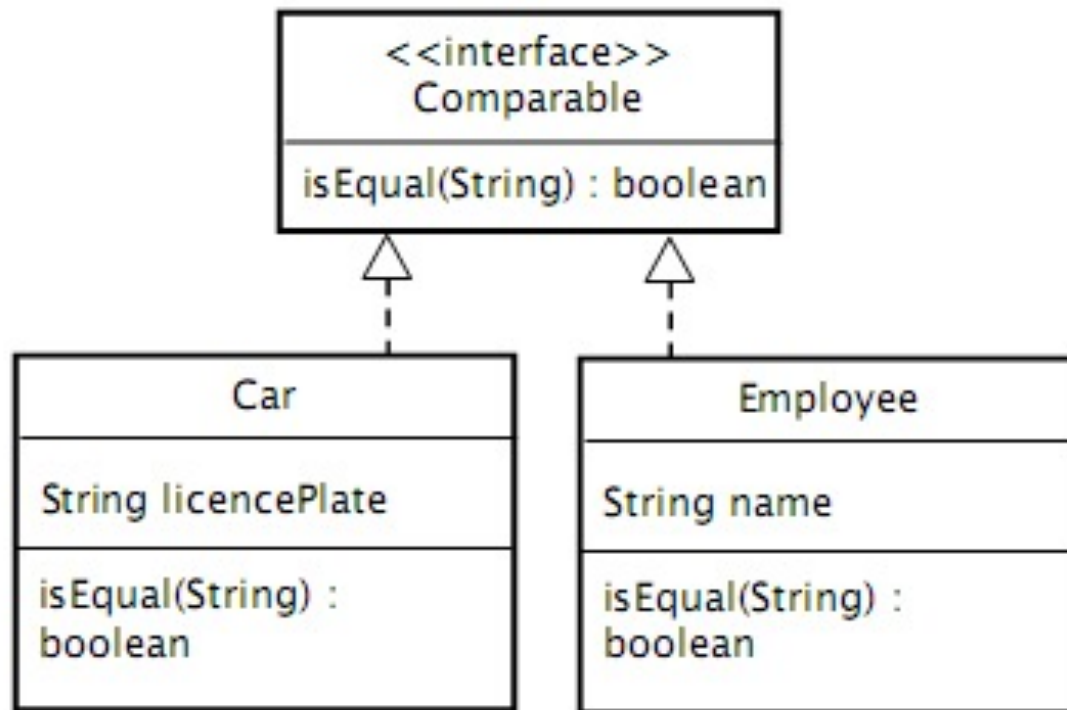 <<interface>>
Comparable
isEqual(String) : boolean
Car
String licencePlate
isEqual(String) :
boolean
Employee
String name
isEqual(String) :
boolean